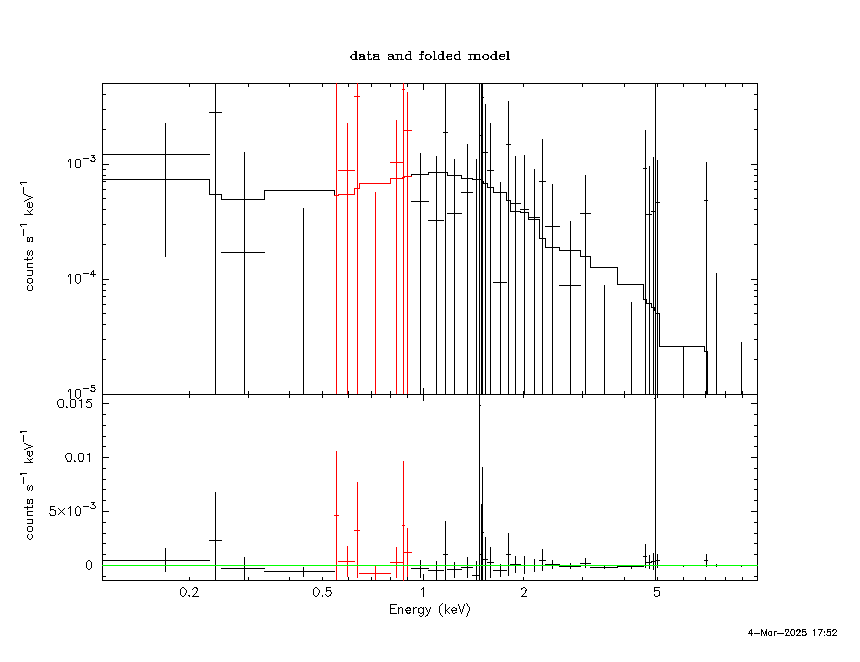 data and folded model
counts s⁻¹ keV⁻¹
10⁻³
10⁻⁴
10⁻⁵
counts s⁻¹ keV⁻¹
0.015
0.01
5×10⁻³
0
0.2 0.5 1 2 5
Energy (keV)
4-Mar-2025 17:52